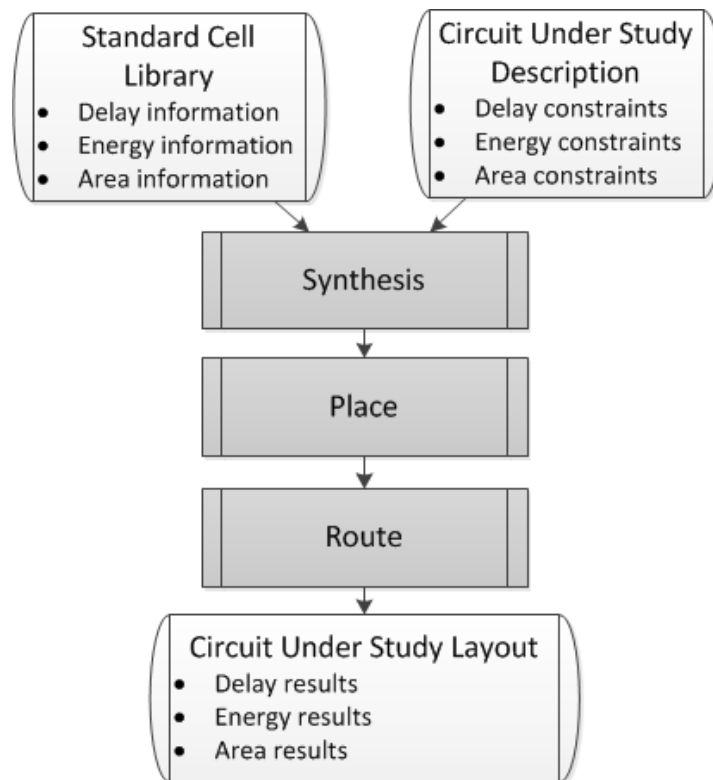 Standard Cell
Library
• Delay information
• Energy information
• Area information
Circuit Under Study
Description
• Delay constraints
• Energy constraints
• Area constraints
Synthesis
Place
Route
Circuit Under Study Layout
• Delay results
• Energy results
• Area results